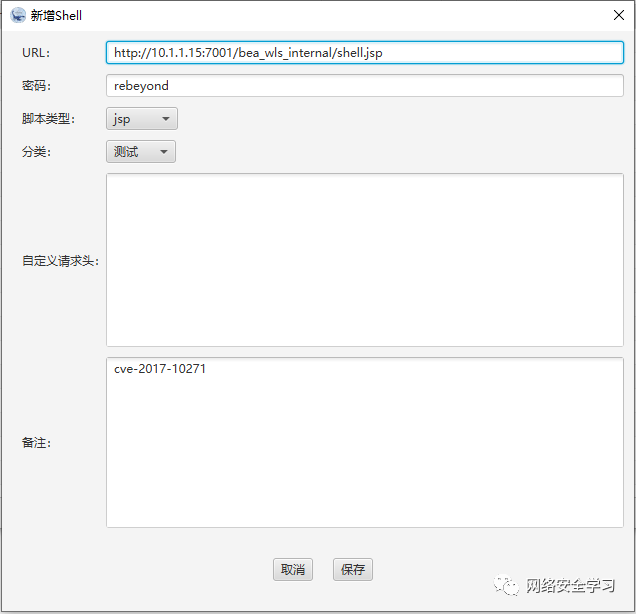 新增Shell
URL: http://10.1.1.15:7001/bea_wls_internal/shell.jsp
密码: rebeyond
脚本类型: jsp
分类: 测试
自定义请求头:
cve-2017-10271
备注:
取消 保存
网络安全学习